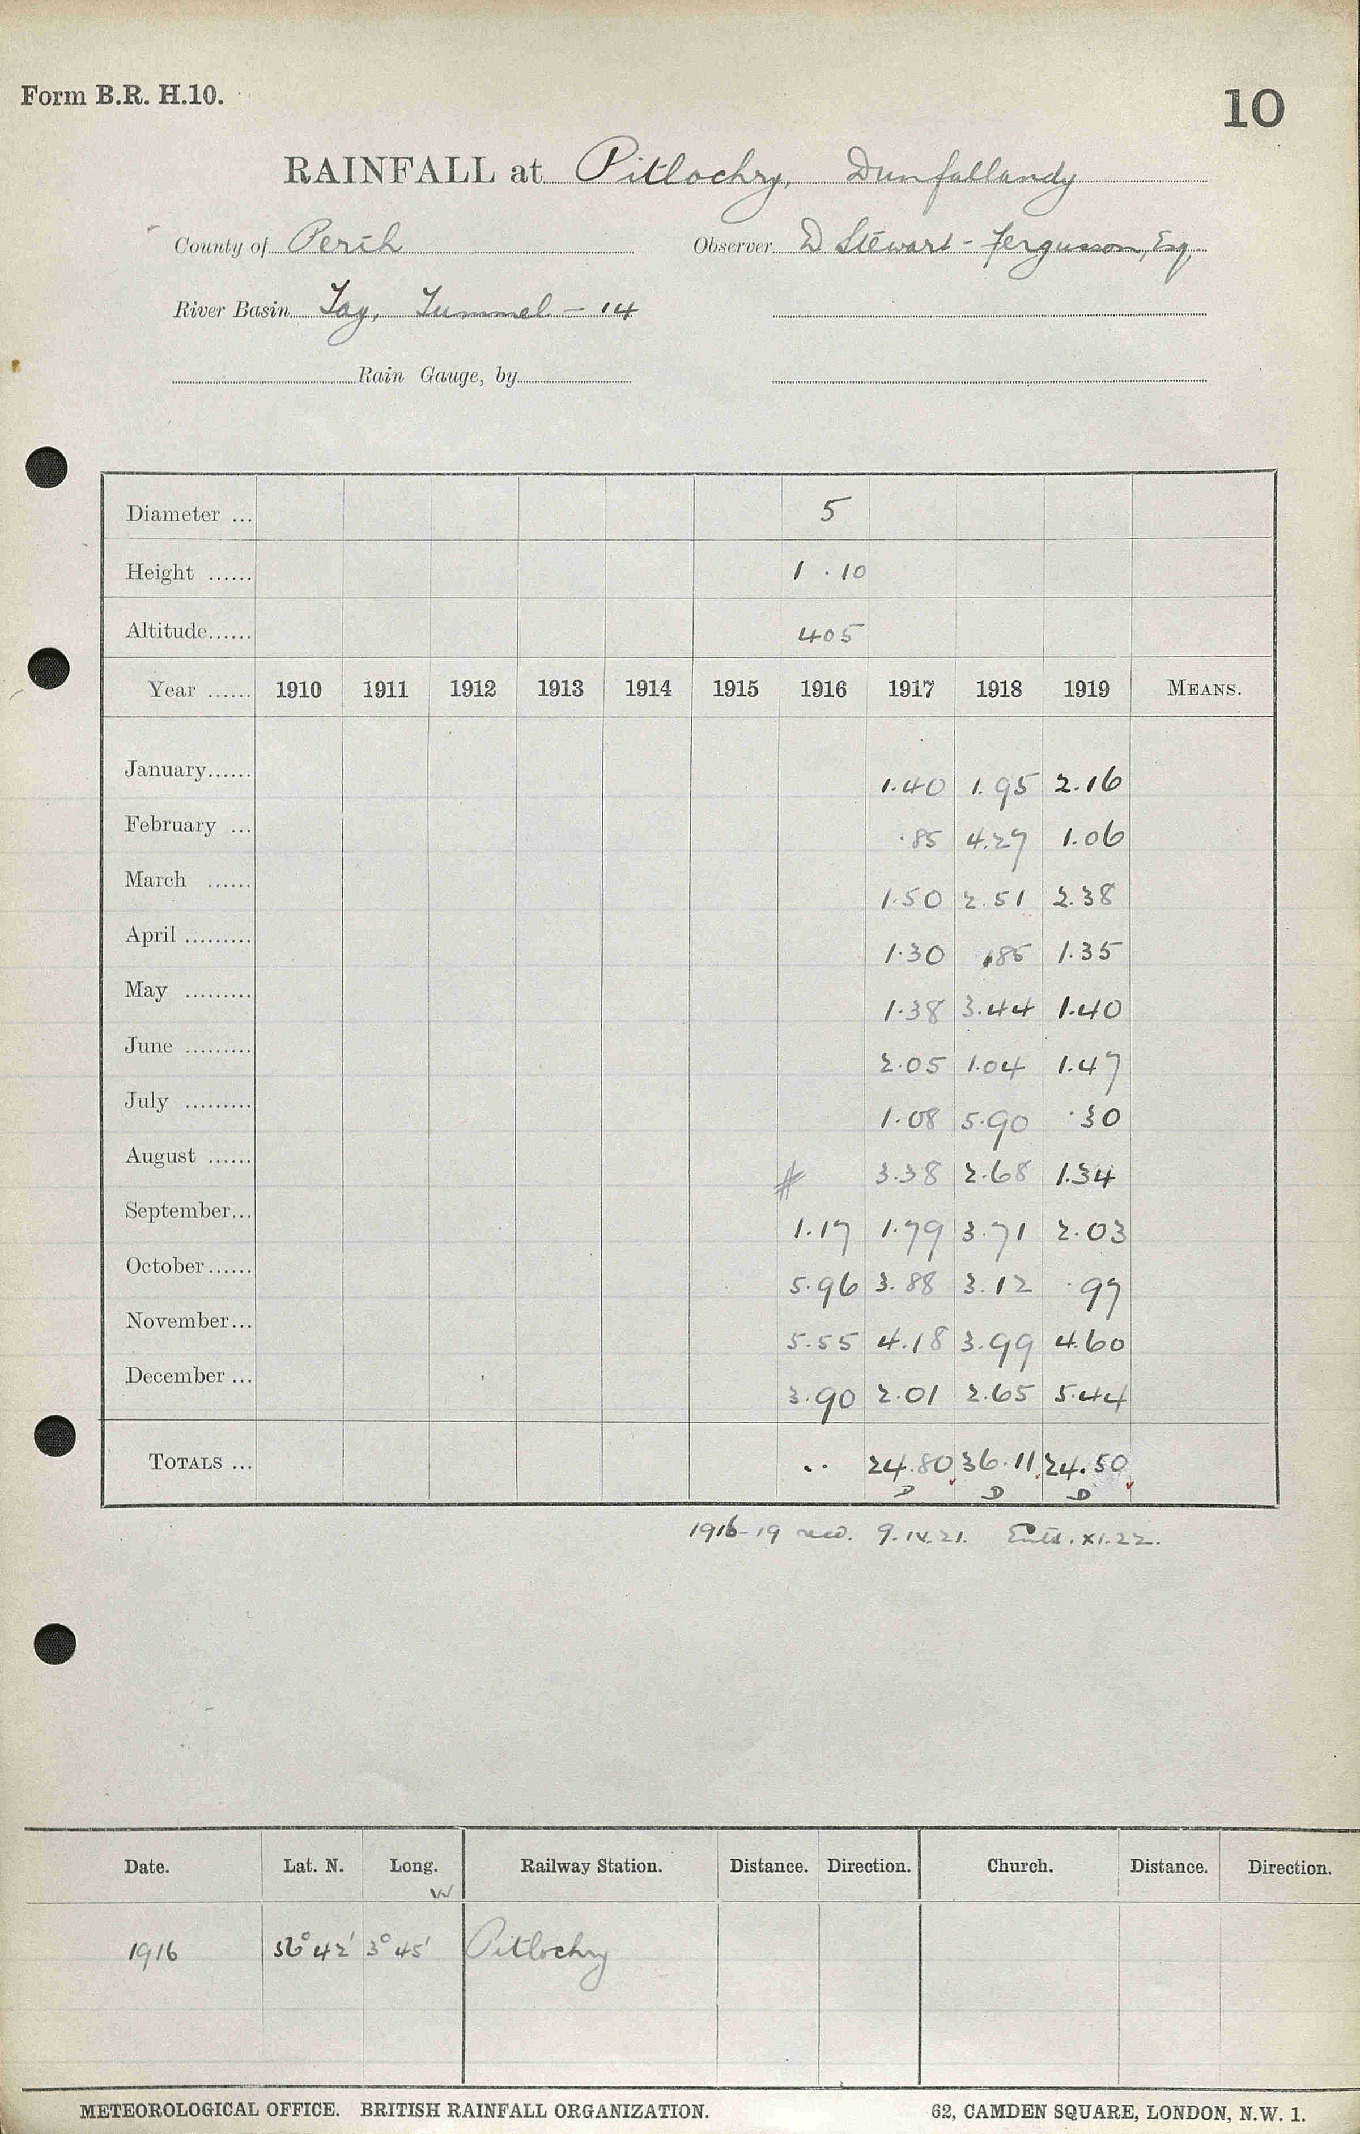 Form B.R. H.10.
10
RAINFALL at Pitlochry, Dunfallandy
County of Perth Observer D Stewart-Fergusson, Esq,
River Basin Tay, Tummel - 14
Rain Gauge, by
Diameter ... 5
Height ...... 1 . 10
Altitude...... 405
Year ...... 1910 1911 1912 1913 1914 1915 1916 1917 1918 1919 MEANS.
January...... 1.40 1.95 2.16
February ... .85 4.27 1.06
March ...... 1.50 2.51 2.38
April ......... 1.30 .85 1.35
May ......... 1.38 3.44 1.40
June ......... 2.05 1.04 1.47
July ......... 1.08 5.90 .30
August ...... # 3.38 2.68 1.34
September... 1.17 1.79 3.71 2.03
October...... 5.96 3.88 3.12 .97
November... 5.55 4.18 3.99 4.60
December ... 3.90 2.01 2.65 5.44
TOTALS ... .. 24.80 36.11 24.50
D D D
1916-19 recd. 9.IV.21. Entd. XI.22.
Date. Lat. N. Long. Railway Station. Distance. Direction. Church. Distance. Direction.
W
1916 56° 42' 3° 45' Pitlochry
METEOROLOGICAL OFFICE. BRITISH RAINFALL ORGANIZATION. 62, CAMDEN SQUARE, LONDON, N.W. 1.